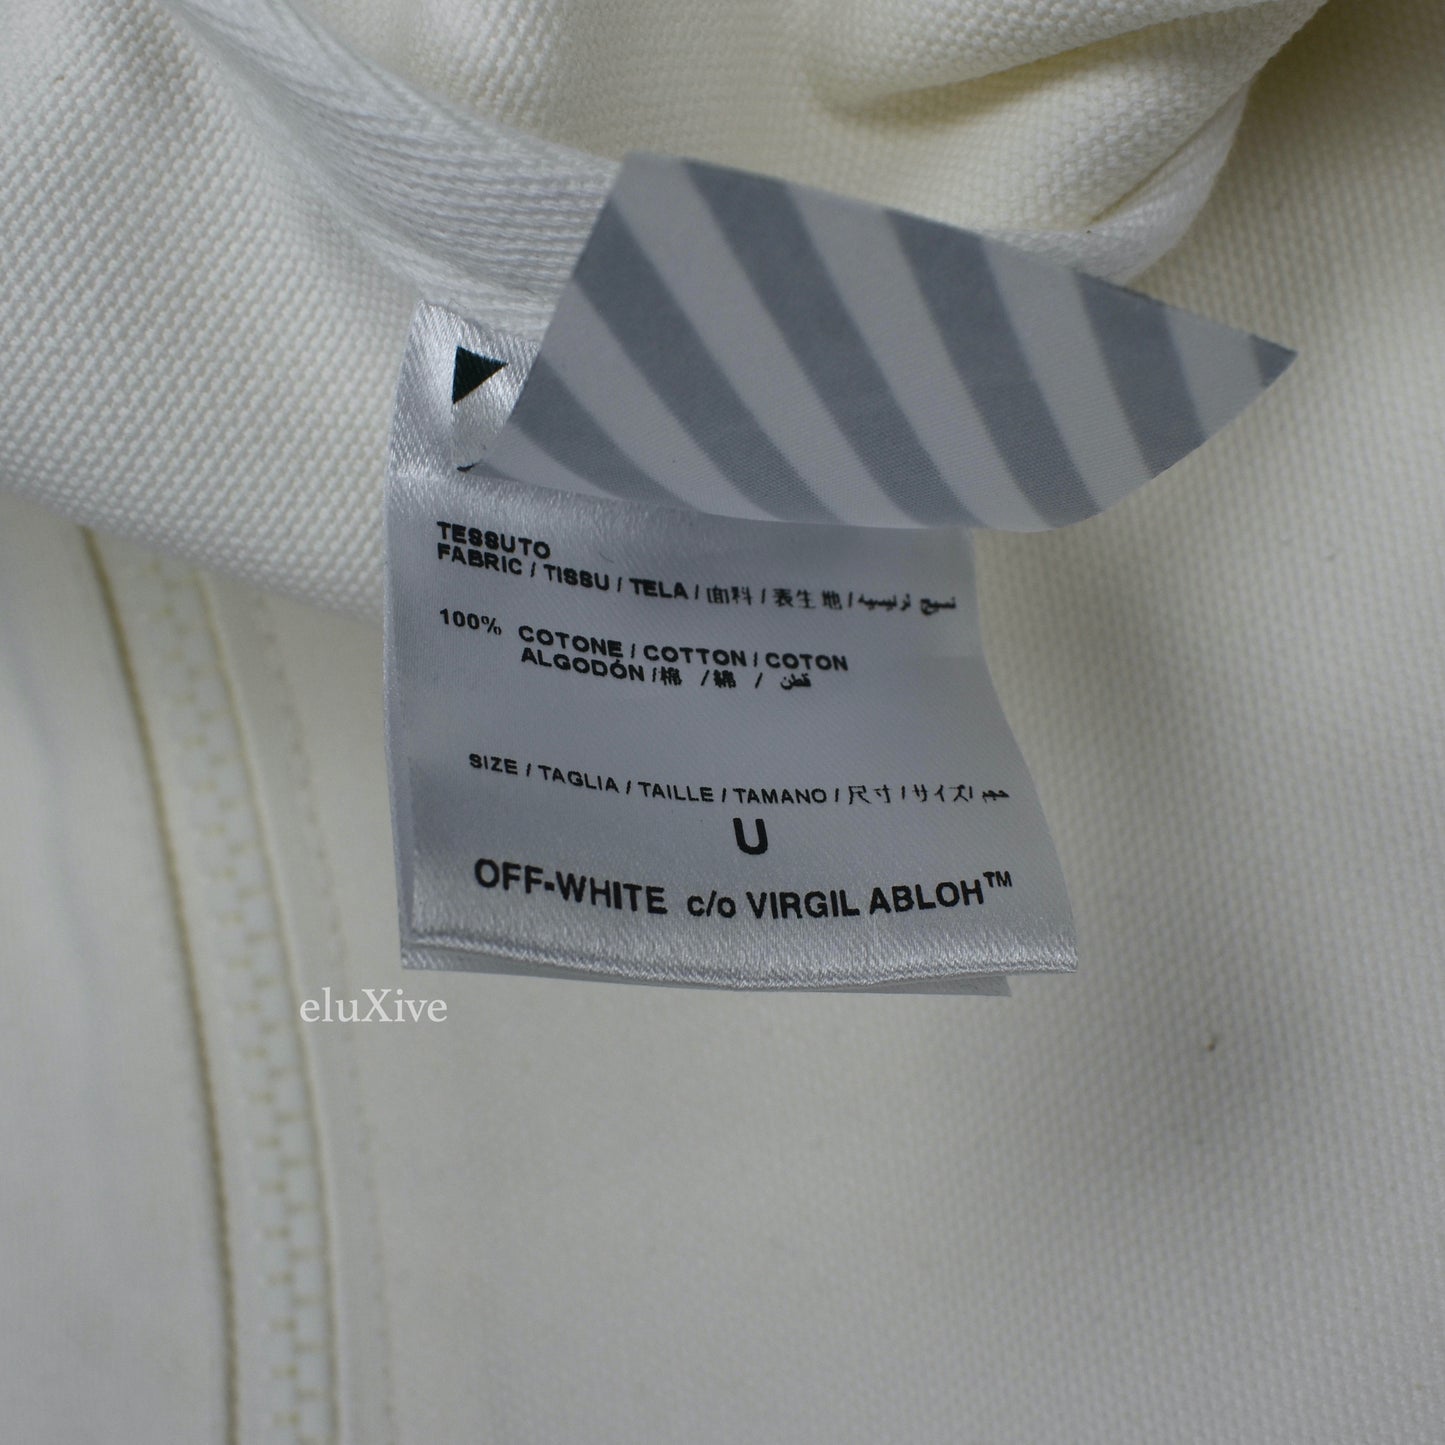 TESSUTO
FABRIC / TISSU / TELA / 面料 / 表生地 / نسيج
100% COTONE / COTTON / COTON
ALGODÓN / 棉 / 綿 / قطن
SIZE / TAGLIA / TAILLE / TAMANO / 尺寸 / サイズ / حجم
U
OFF-WHITE c/o VIRGIL ABLOH™
eluXive